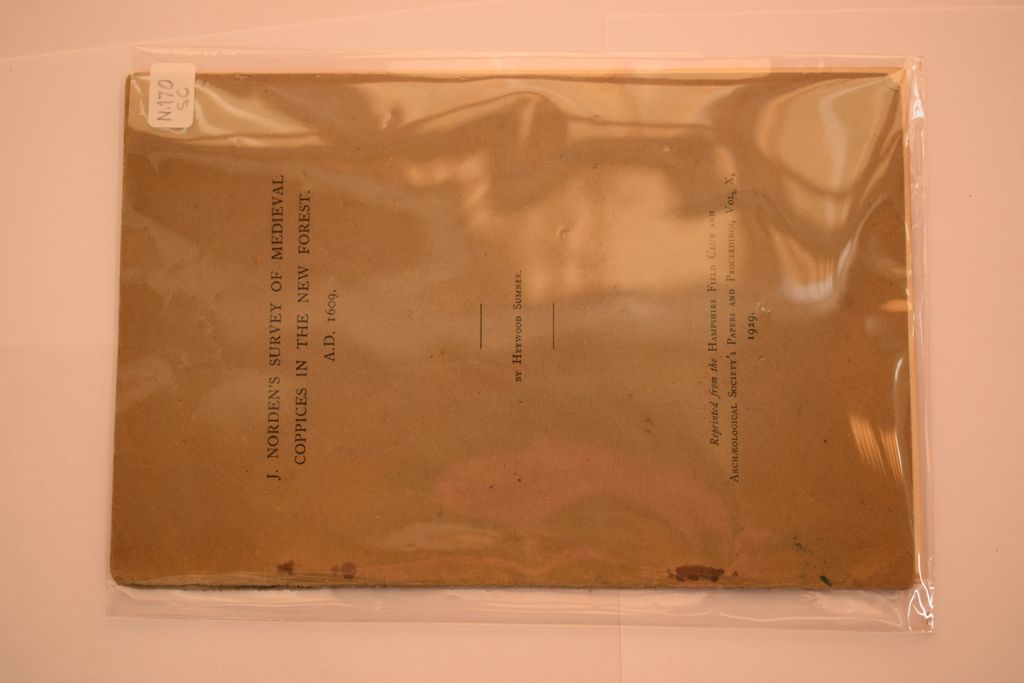 N.170
SC
J. NORDEN'S SURVEY OF MEDIEVAL
COPPICES IN THE NEW FOREST.
A.D. 1609.
BY HEYWOOD SUMNER.
Reprinted from the HAMPSHIRE FIELD CLUB AND
ARCHÆOLOGICAL SOCIETY'S PAPERS AND PROCEEDINGS, VOL. X,
1929.